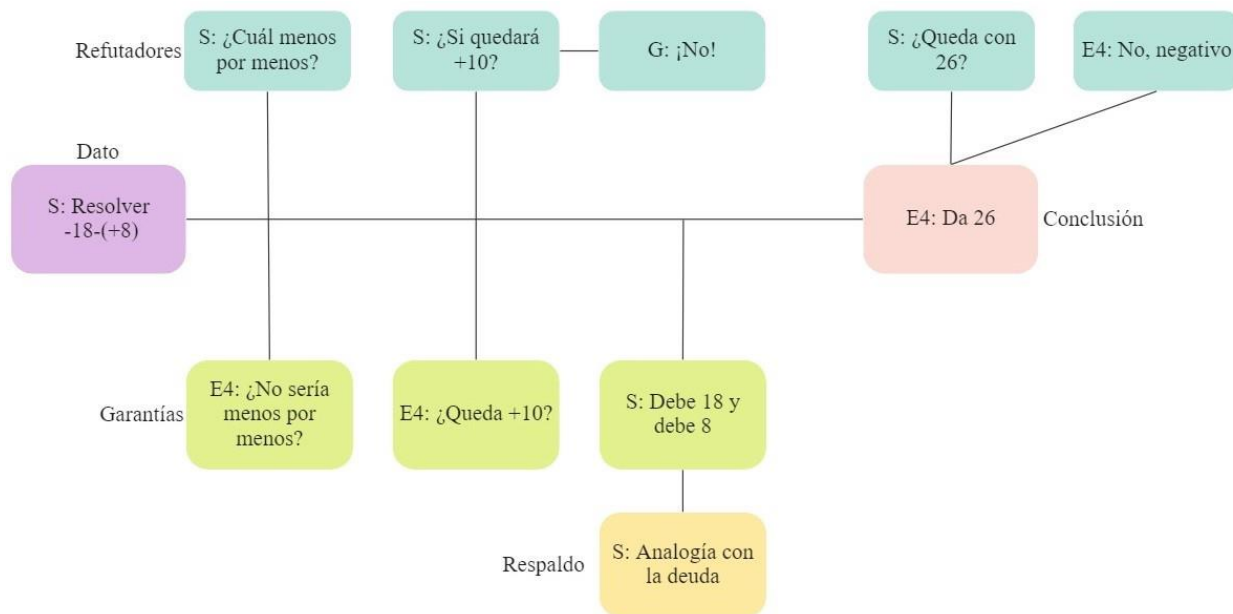 Refutadores
S: ¿Cuál menos
por menos?
S: ¿Si quedará
+10?
G: ¡No!
S: ¿Queda con
26?
E4: No, negativo
Dato
S: Resolver
-18-(+8)
E4: Da 26
Conclusión
Garantías
E4: ¿No sería
menos por
menos?
E4: ¿Queda +10?
S: Debe 18 y
debe 8
Respaldo
S: Analogía con
la deuda